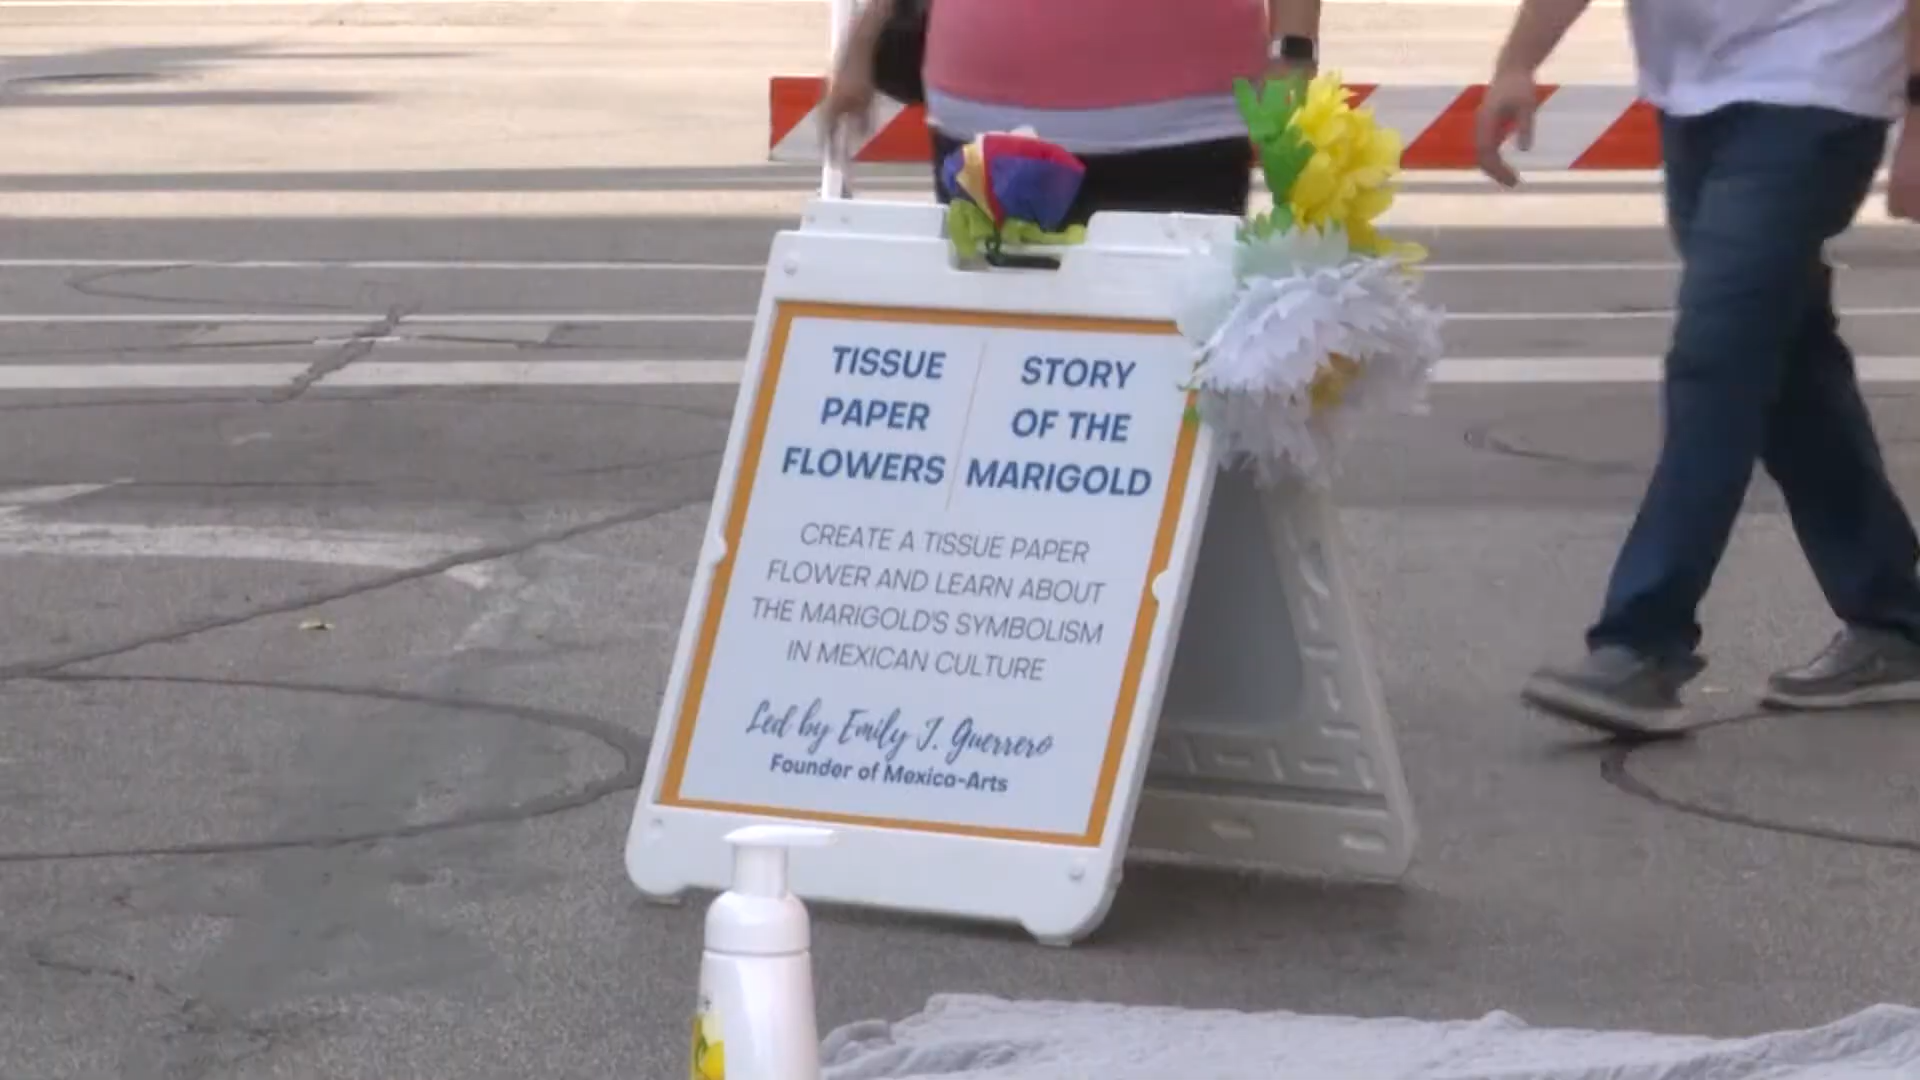 TISSUE
PAPER
FLOWERS
STORY
OF THE
MARIGOLD
CREATE A TISSUE PAPER
FLOWER AND LEARN ABOUT
THE MARIGOLD'S SYMBOLISM
IN MEXICAN CULTURE
Led by Emily J. Guerrero
Founder of Mexico-Arts